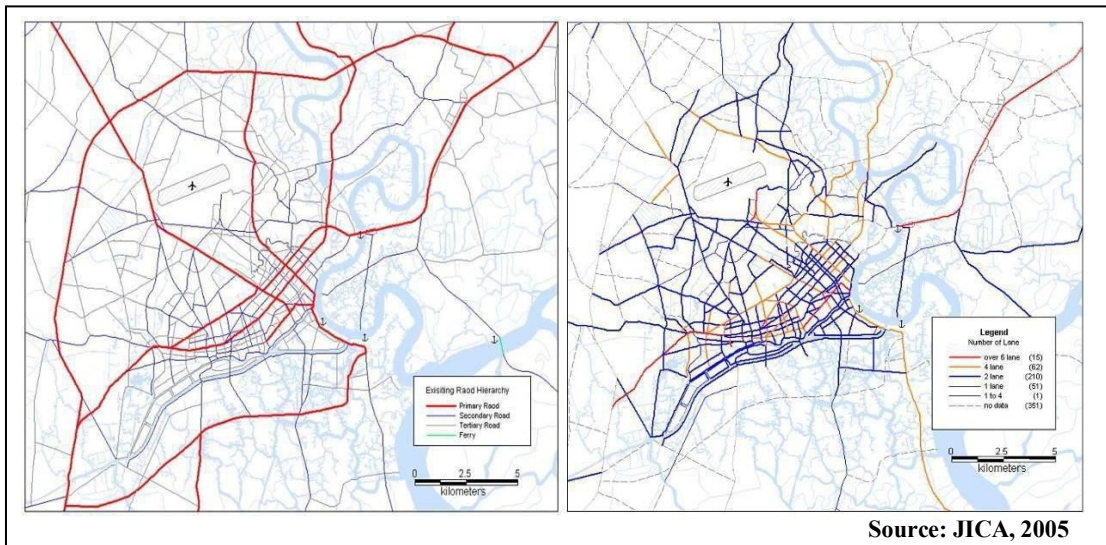 Exisiting Raod Hierarchy
Primary Raod
Secondary Road
Tertiary Road
Ferry
0 2.5 5
kilometers
Legend
Number of Lane
over 6 lane (15)
4 lane (62)
2 lane (210)
1 lane (51)
1 to 4 (1)
no data (351)
0 2.5 5
kilometers
Source: JICA, 2005